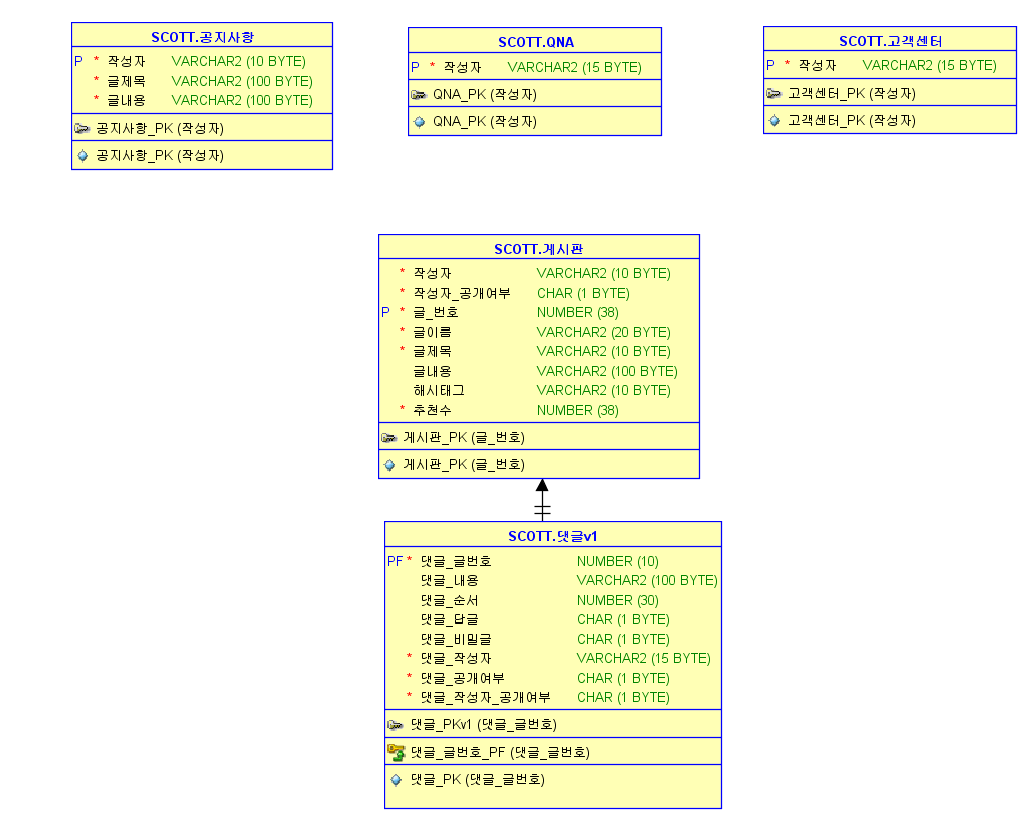 SCOTT.공지사항
P * 작성자 VARCHAR2 (10 BYTE)
* 글제목 VARCHAR2 (100 BYTE)
* 글내용 VARCHAR2 (100 BYTE)
공지사항_PK (작성자)
공지사항_PK (작성자)
SCOTT.QNA
P * 작성자 VARCHAR2 (15 BYTE)
QNA_PK (작성자)
QNA_PK (작성자)
SCOTT.고객센터
P * 작성자 VARCHAR2 (15 BYTE)
고객센터_PK (작성자)
고객센터_PK (작성자)
SCOTT.게시판
* 작성자 VARCHAR2 (10 BYTE)
* 작성자_공개여부 CHAR (1 BYTE)
P * 글_번호 NUMBER (38)
* 글이름 VARCHAR2 (20 BYTE)
* 글제목 VARCHAR2 (10 BYTE)
글내용 VARCHAR2 (100 BYTE)
해시태그 VARCHAR2 (10 BYTE)
* 추천수 NUMBER (38)
게시판_PK (글_번호)
게시판_PK (글_번호)
SCOTT.댓글v1
PF * 댓글_글번호 NUMBER (10)
댓글_내용 VARCHAR2 (100 BYTE)
댓글_순서 NUMBER (30)
댓글_답글 CHAR (1 BYTE)
댓글_비밀글 CHAR (1 BYTE)
* 댓글_작성자 VARCHAR2 (15 BYTE)
* 댓글_공개여부 CHAR (1 BYTE)
* 댓글_작성자_공개여부 CHAR (1 BYTE)
댓글_PKv1 (댓글_글번호)
댓글_글번호_PF (댓글_글번호)
댓글_PK (댓글_글번호)